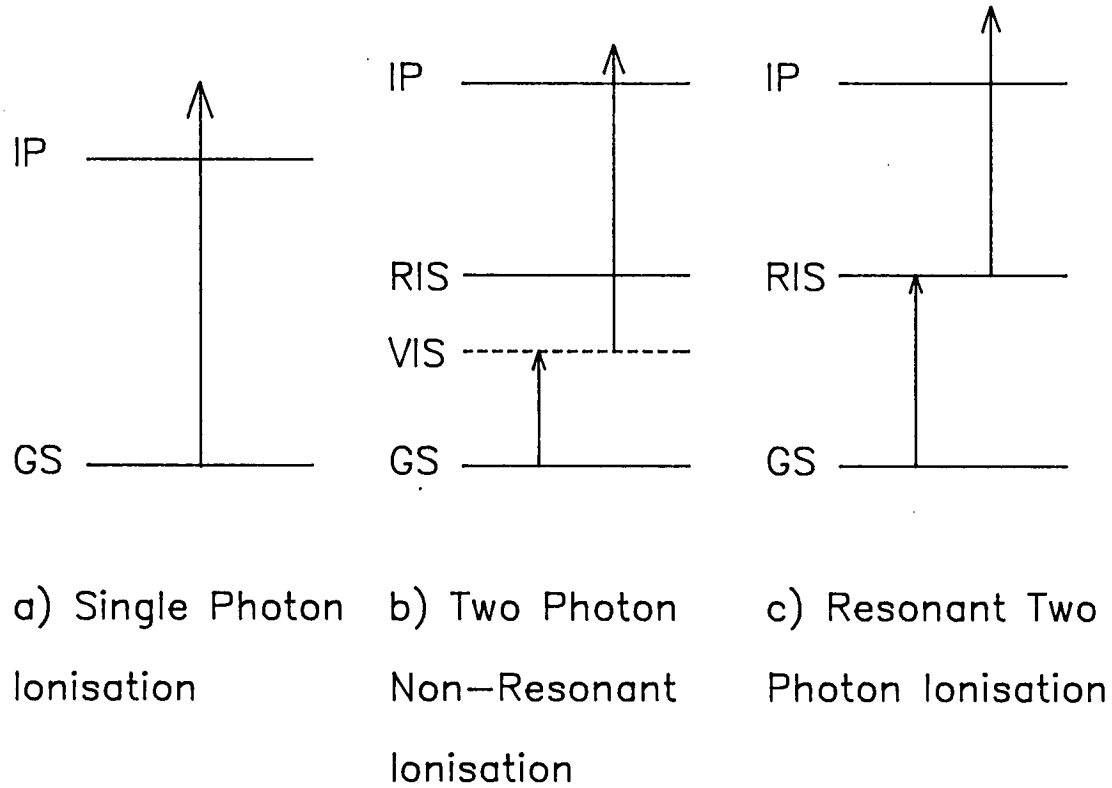 IP
GS
a) Single Photon
Ionisation
IP
RIS
VIS
GS
b) Two Photon
Non-Resonant
Ionisation
IP
RIS
GS
c) Resonant Two
Photon Ionisation